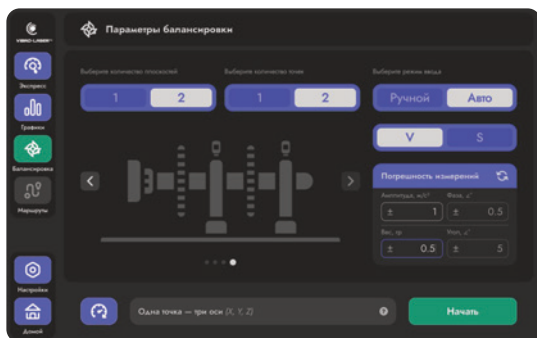 VIBRO-LASER
Параметры балансировки
Экспресс
Графики
Балансировка
Маршруты
Настройки
Домой
Выберите количество плоскостей
1 2
Выберите количество точек
1 2
Выберите режим ввода
Ручной Авто
V S
Погрешность измерений
Амплитуда, м/с² Фаза, ∠°
± 1 ± 0.5
Вес, гр Угол, ∠°
± 0.5 ± 5
Одна точка — три оси (X, Y, Z)
Начать